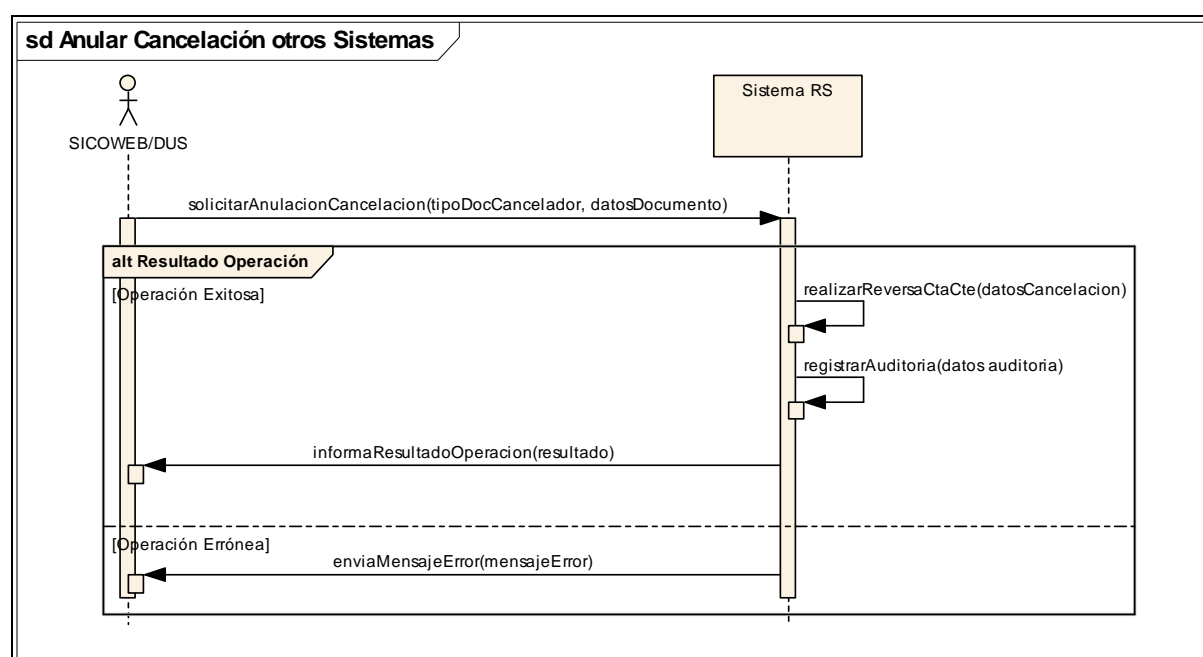 sd Anular Cancelación otros Sistemas
SICOWEB/DUS
Sistema RS
solicitarAnulacionCancelacion(tipoDocCancelador, datosDocumento)
alt Resultado Operación
[Operación Exitosa]
realizarReversaCtaCte(datosCancelacion)
registrarAuditoria(datos auditoria)
informaResultadoOperacion(resultado)
[Operación Errónea]
enviaMensajeError(mensajeError)